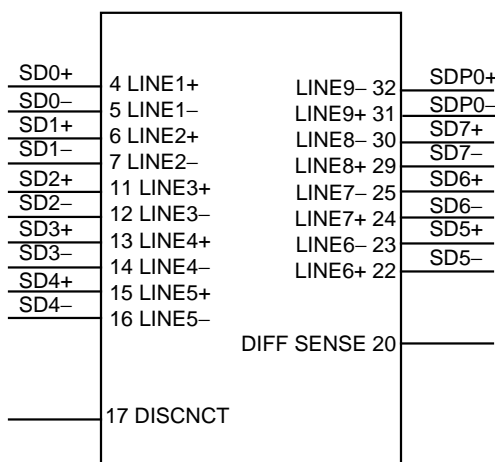 SD0+
4 LINE1+
SD0–
5 LINE1–
SD1+
6 LINE2+
SD1–
7 LINE2–
SD2+
11 LINE3+
SD2–
12 LINE3–
SD3+
13 LINE4+
SD3–
14 LINE4–
SD4+
15 LINE5+
SD4–
16 LINE5–
17 DISCNCT
LINE9– 32
SDP0+
LINE9+ 31
SDP0–
LINE8– 30
SD7+
LINE8+ 29
SD7–
LINE7– 25
SD6+
LINE7+ 24
SD6–
LINE6– 23
SD5+
LINE6+ 22
SD5–
DIFF SENSE 20